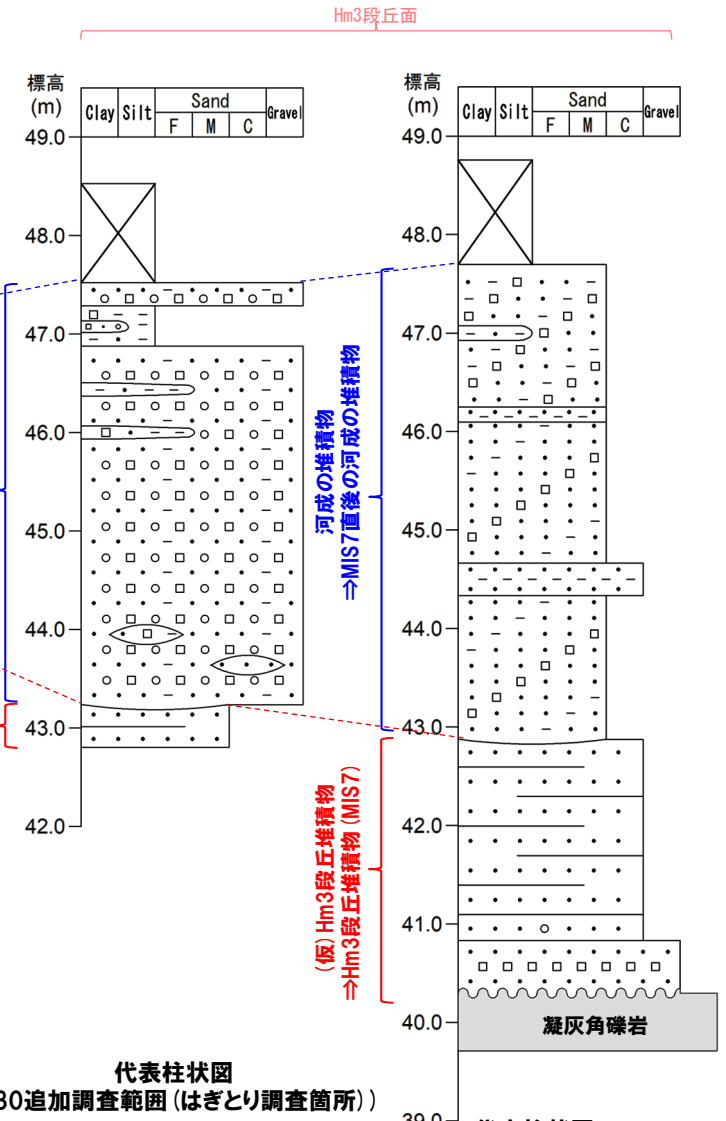 Hm3段丘面
標高
(m)
Clay
Silt
Sand
F
M
C
Gravel
49.0
48.0
47.0
46.0
45.0
44.0
43.0
42.0
河成の堆積物
⇒MIS7直後の河成の堆積物
(仮)Hm3段丘堆積物
⇒Hm3段丘堆積物(MIS7)
標高
(m)
Clay
Silt
Sand
F
M
C
Gravel
49.0
48.0
47.0
46.0
45.0
44.0
43.0
42.0
41.0
40.0
39.0
凝灰角礫岩
代表柱状図
30追加調査範囲(はぎとり調査箇所))